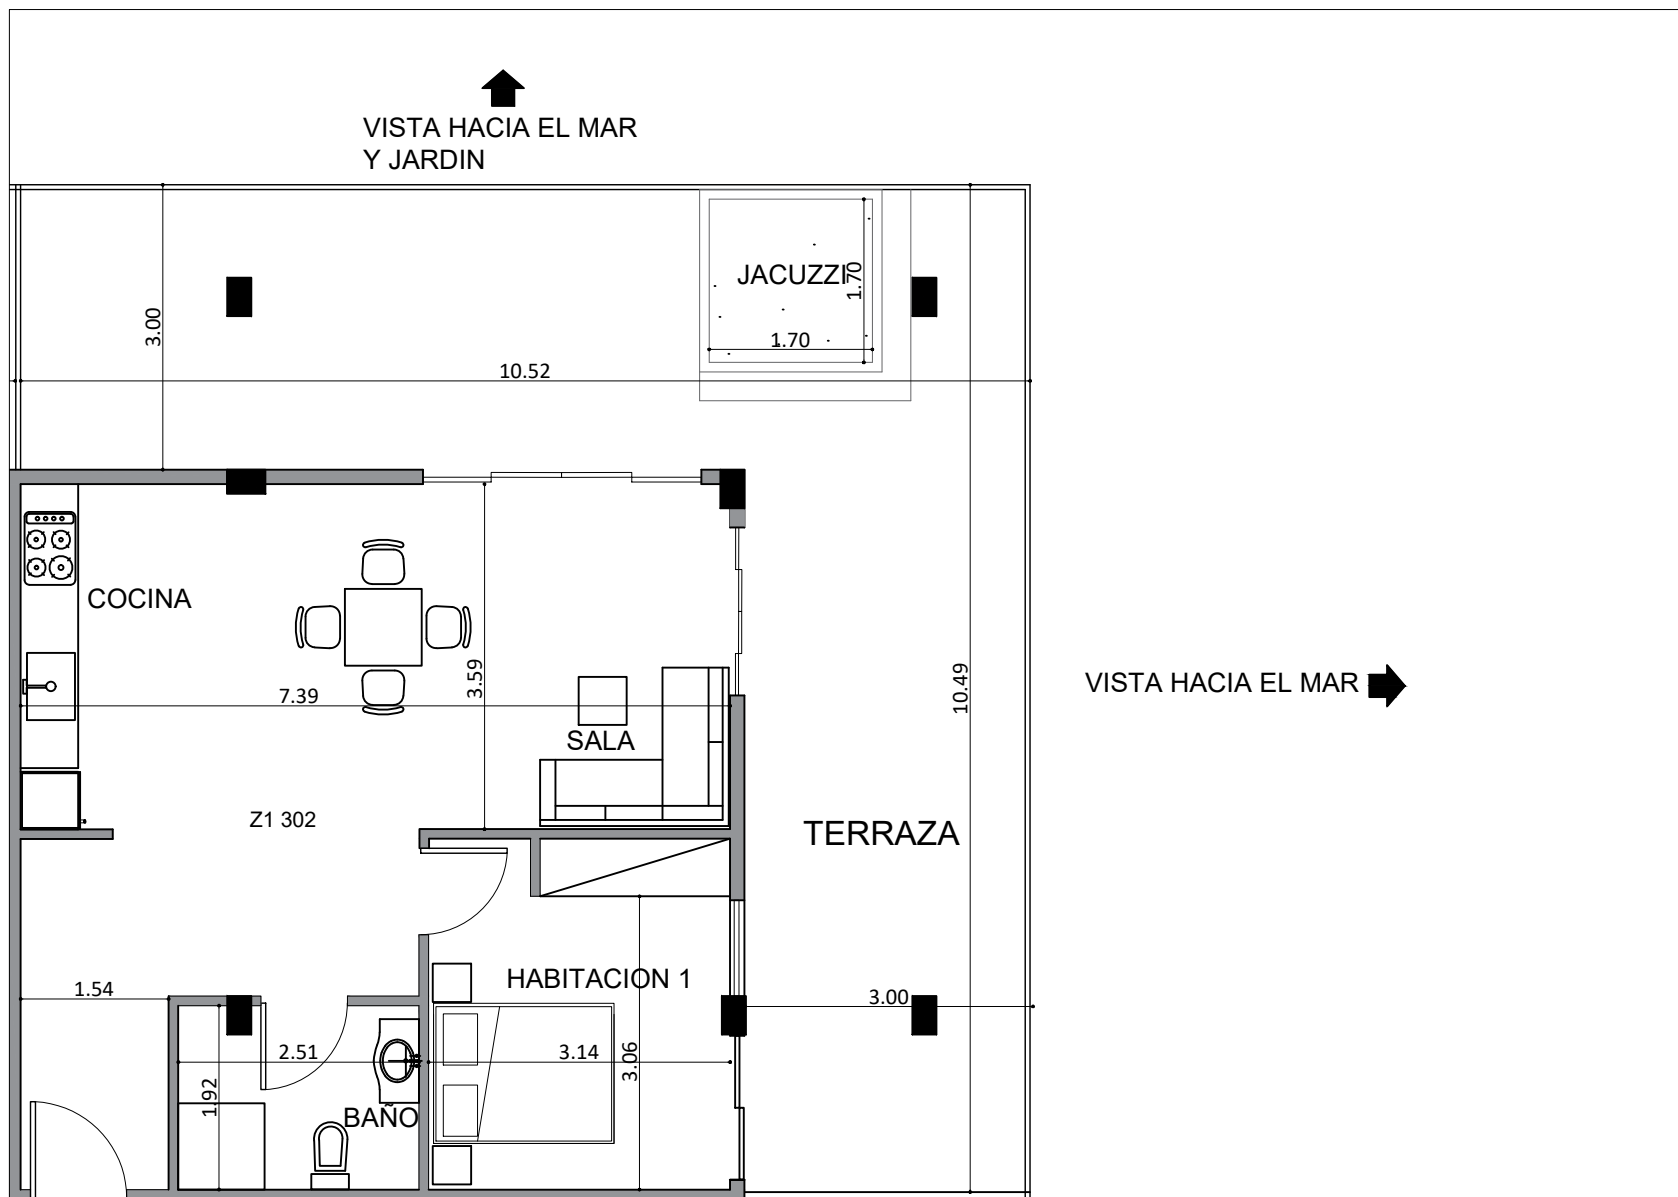 VISTA HACIA EL MAR
Y JARDIN
JACUZZI
1.70
1.70
3.00
10.52
COCINA
3.59
7.39
SALA
10.49
VISTA HACIA EL MAR
Z1 302
TERRAZA
HABITACION 1
1.54
3.00
2.51
3.14
3.06
1.92
BAÑO